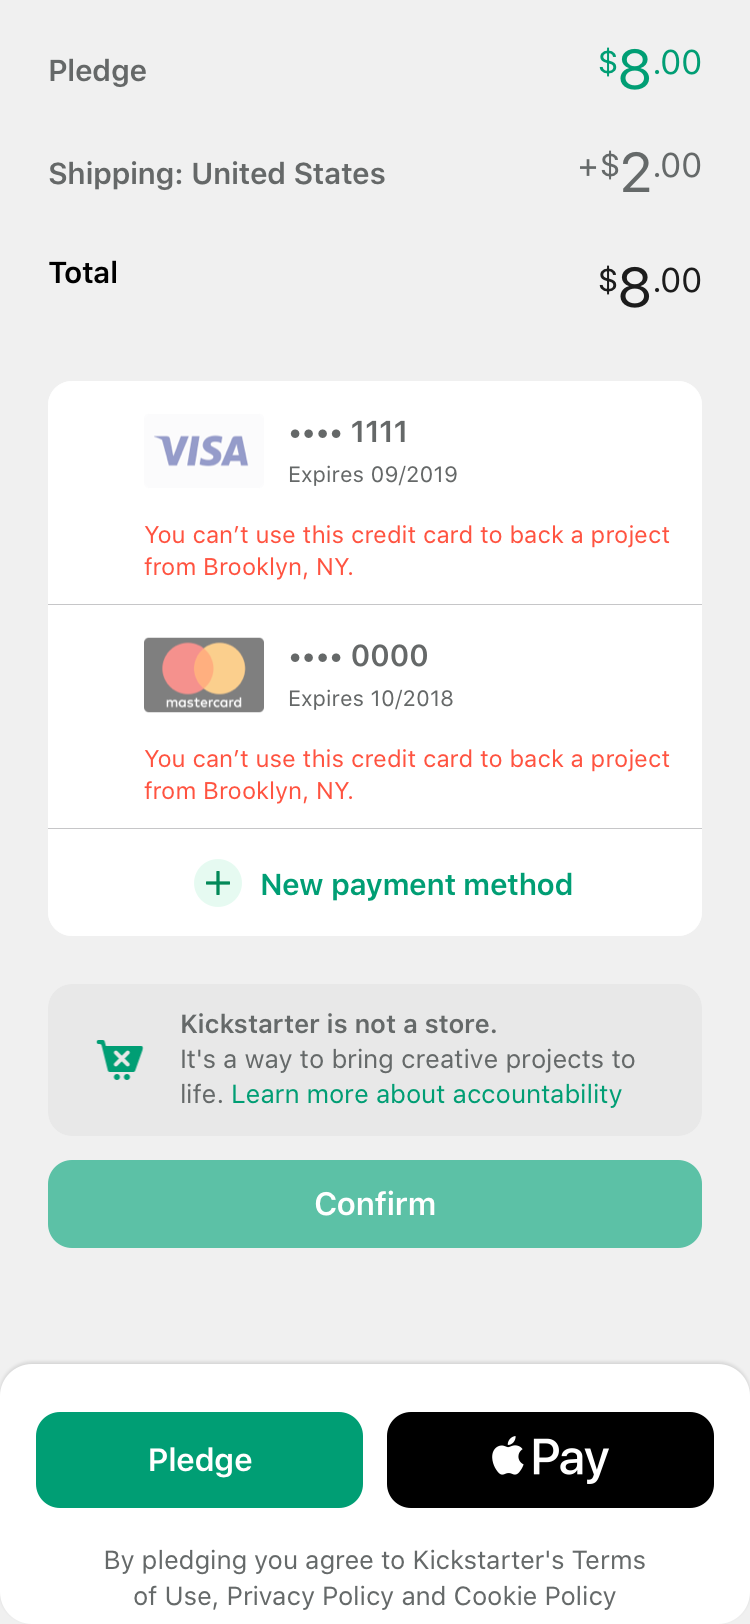 Pledge $8.00
Shipping: United States +$2.00
Total $8.00
VISA •••• 1111
Expires 09/2019
You can’t use this credit card to back a project
from Brooklyn, NY.
mastercard •••• 0000
Expires 10/2018
You can’t use this credit card to back a project
from Brooklyn, NY.
+ New payment method
Kickstarter is not a store.
It's a way to bring creative projects to
life. Learn more about accountability
Confirm
Pledge Pay
By pledging you agree to Kickstarter's Terms
of Use, Privacy Policy and Cookie Policy